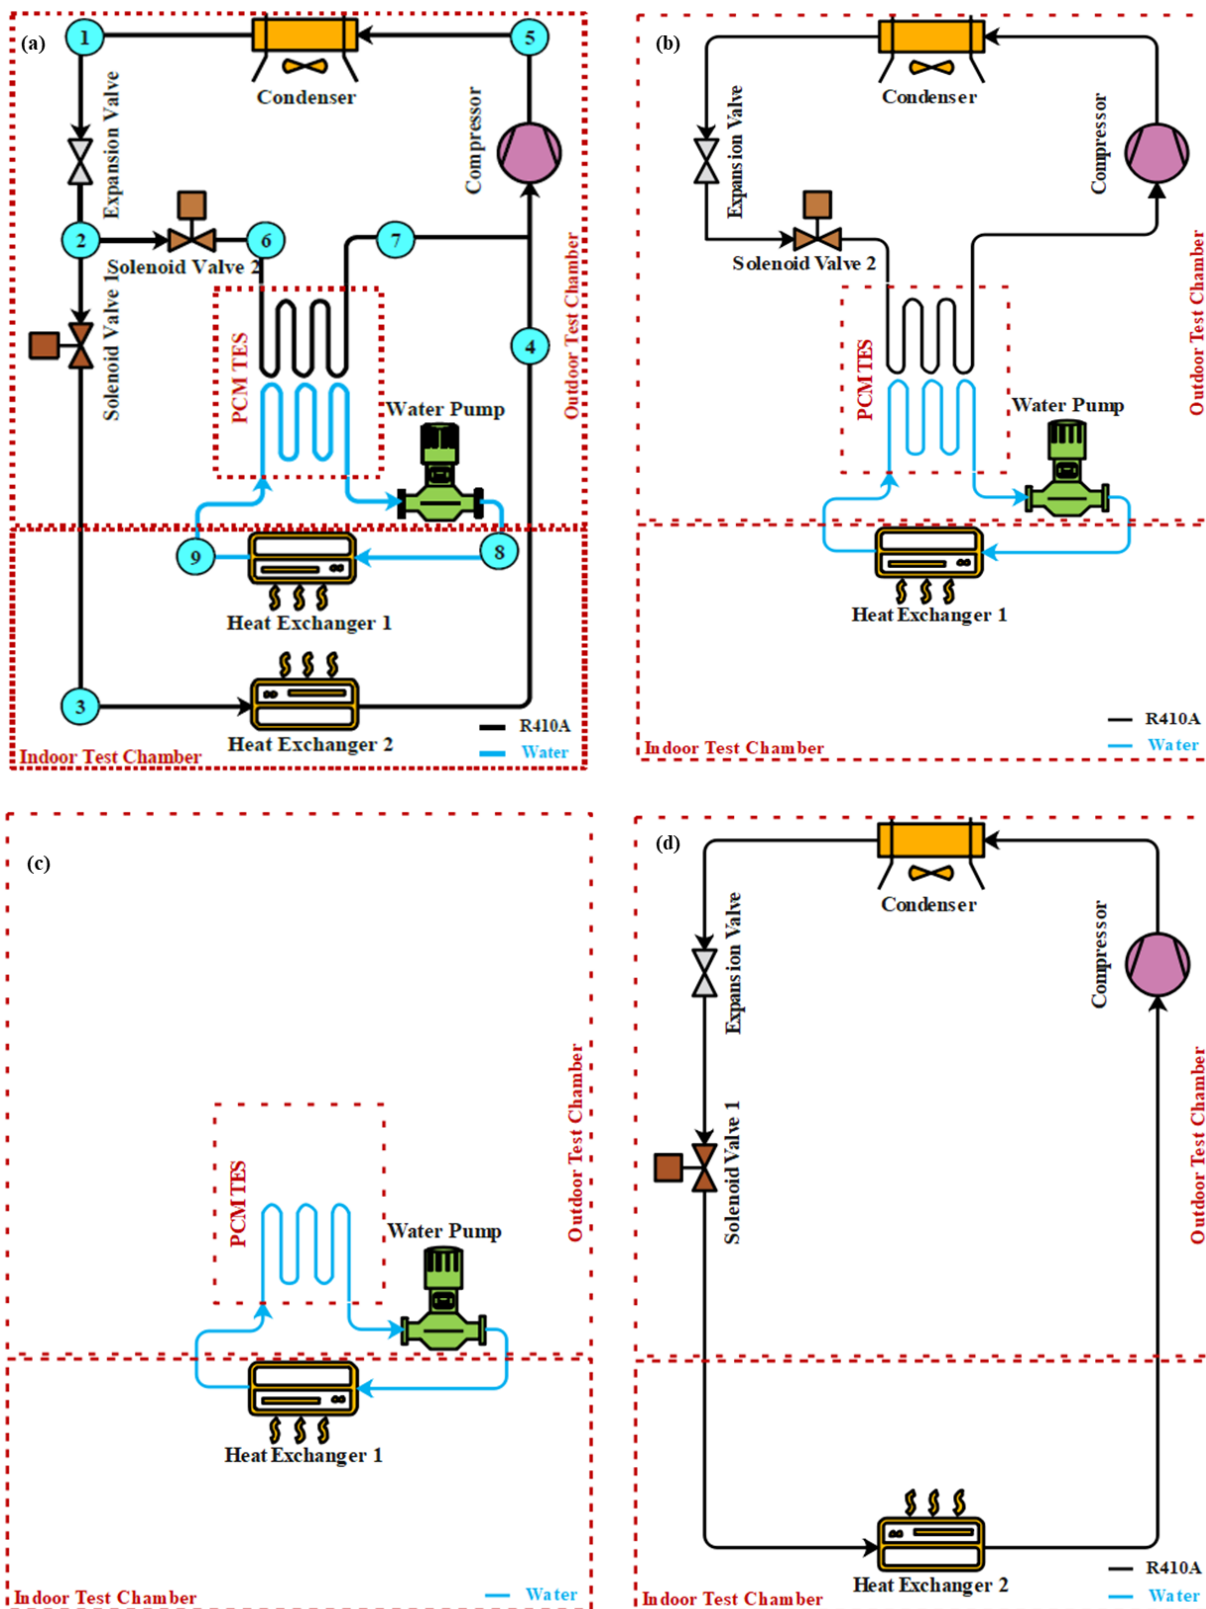 (a)
1
5
Condenser
Expansion Valve
Compressor
2
6
7
Solenoid Valve 2
Solenoid Valve 1
4
PCM TES
Outdoor Test Chamber
Water Pump
9
8
Heat Exchanger 1
3
Heat Exchanger 2
R410A
Water
Indoor Test Chamber
(b)
Condenser
Expansion Valve
Compressor
Solenoid Valve 2
PCM TES
Outdoor Test Chamber
Water Pump
Heat Exchanger 1
R410A
Water
Indoor Test Chamber
(c)
PCM TES
Outdoor Test Chamber
Water Pump
Heat Exchanger 1
Water
Indoor Test Chamber
(d)
Condenser
Expansion Valve
Compressor
Solenoid Valve 1
Outdoor Test Chamber
Heat Exchanger 2
R410A
Water
Indoor Test Chamber